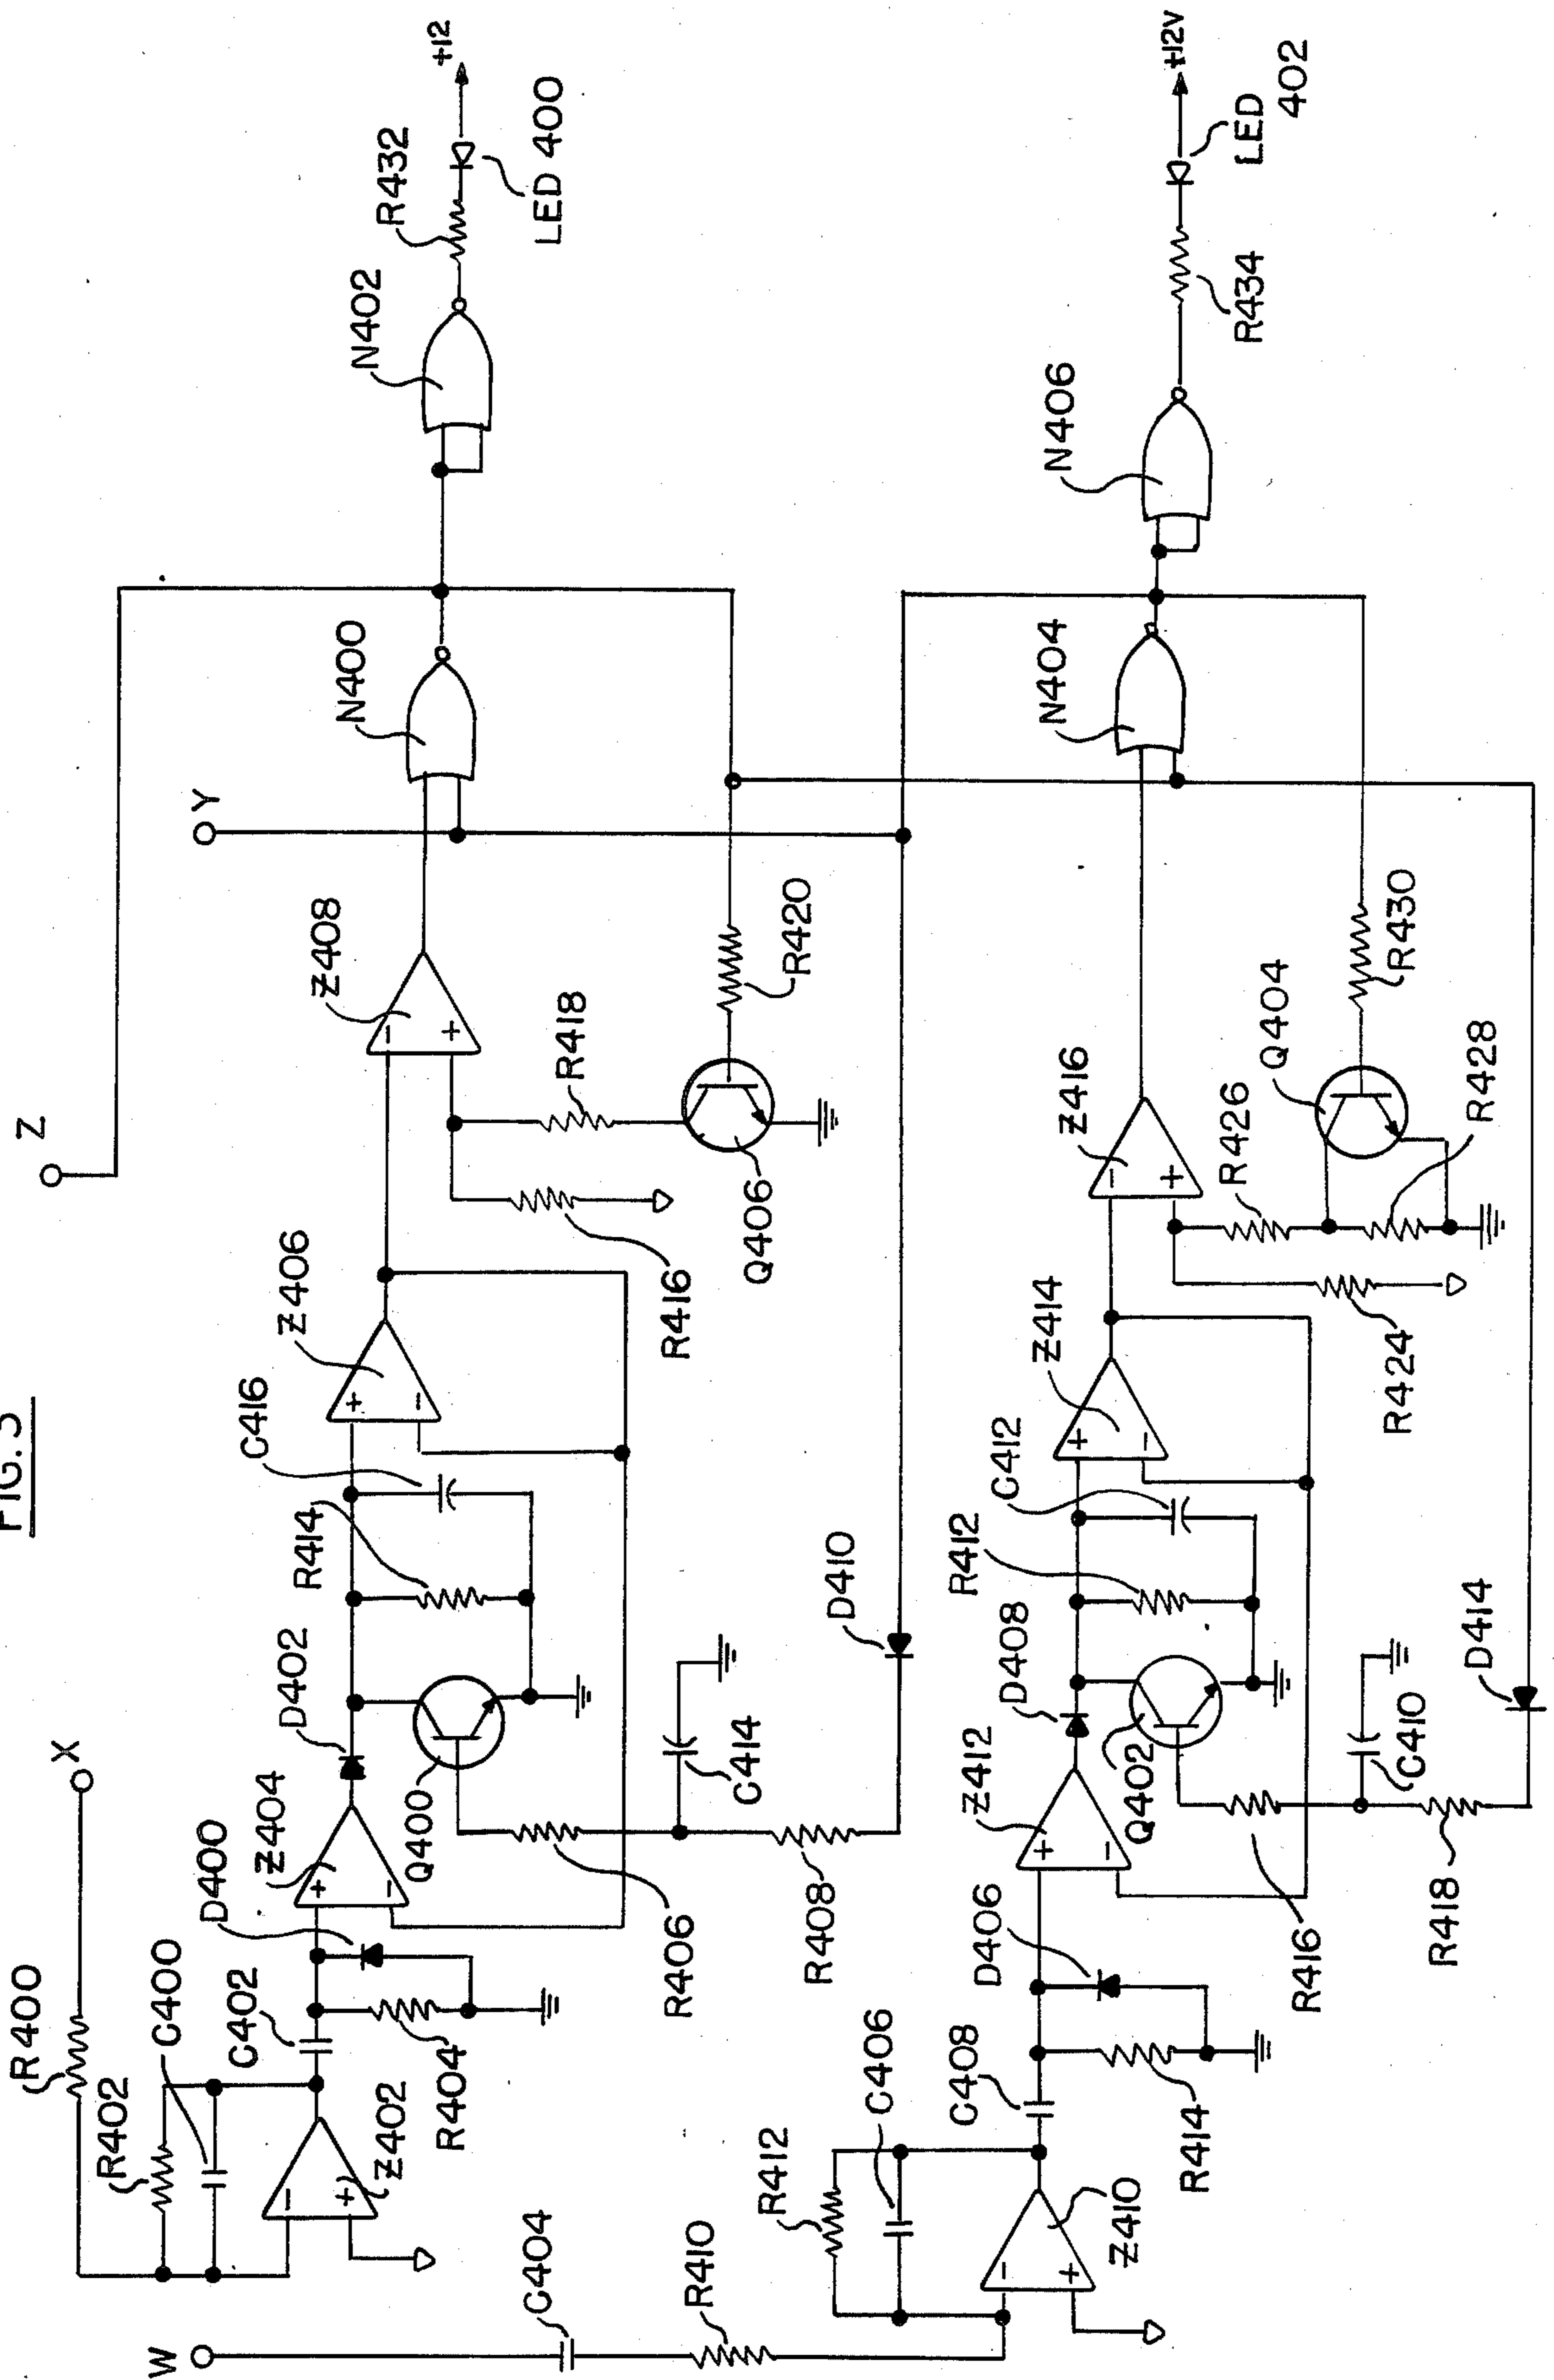 FIG. 3
Z
+12
R432
LED 400
N402
N400
Y
Z408
R418
R420
Q406
R416
Z406
C416
R414
D402
X
Z404
D400
Q400
R406
C414
R408
D410
R400
R402
C400
C402
R404
Z402
+12V
LED
402
R434
N406
N404
Z416
Q404
R430
R426
R428
R424
Z414
C412
R412
D408
Z412
Q402
C410
D414
R416
R418
D406
C408
R414
C406
R412
Z410
C404
R410
W